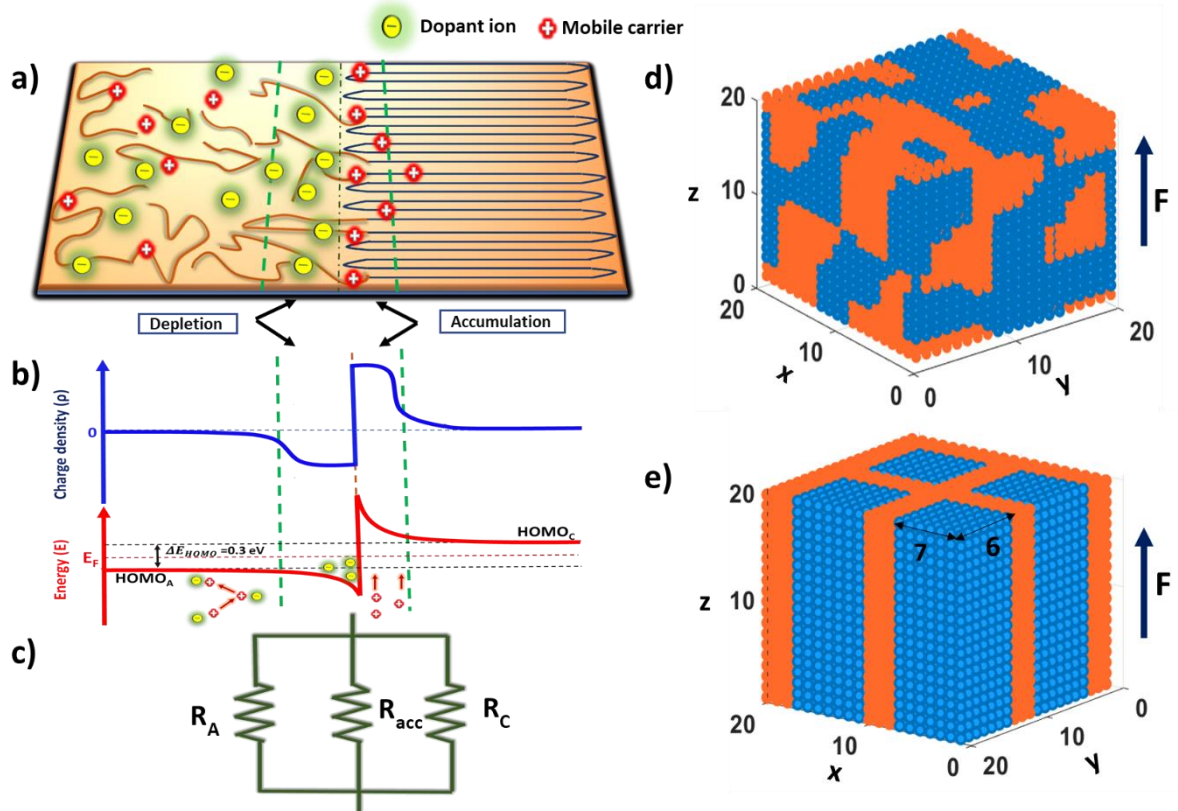 Dopant ion
Mobile carrier
a)
Depletion
Accumulation
b)
Charge density (ρ)
0
Energy (E)
E_F
ΔE_HOMO =0.3 eV
HOMO_A
HOMO_C
c)
R_A
R_acc
R_C
d)
20
z
10
0
20
x
10
0
0
10
y
20
F
e)
20
z
10
20
10
x
0
20
10
y
0
7
6
F